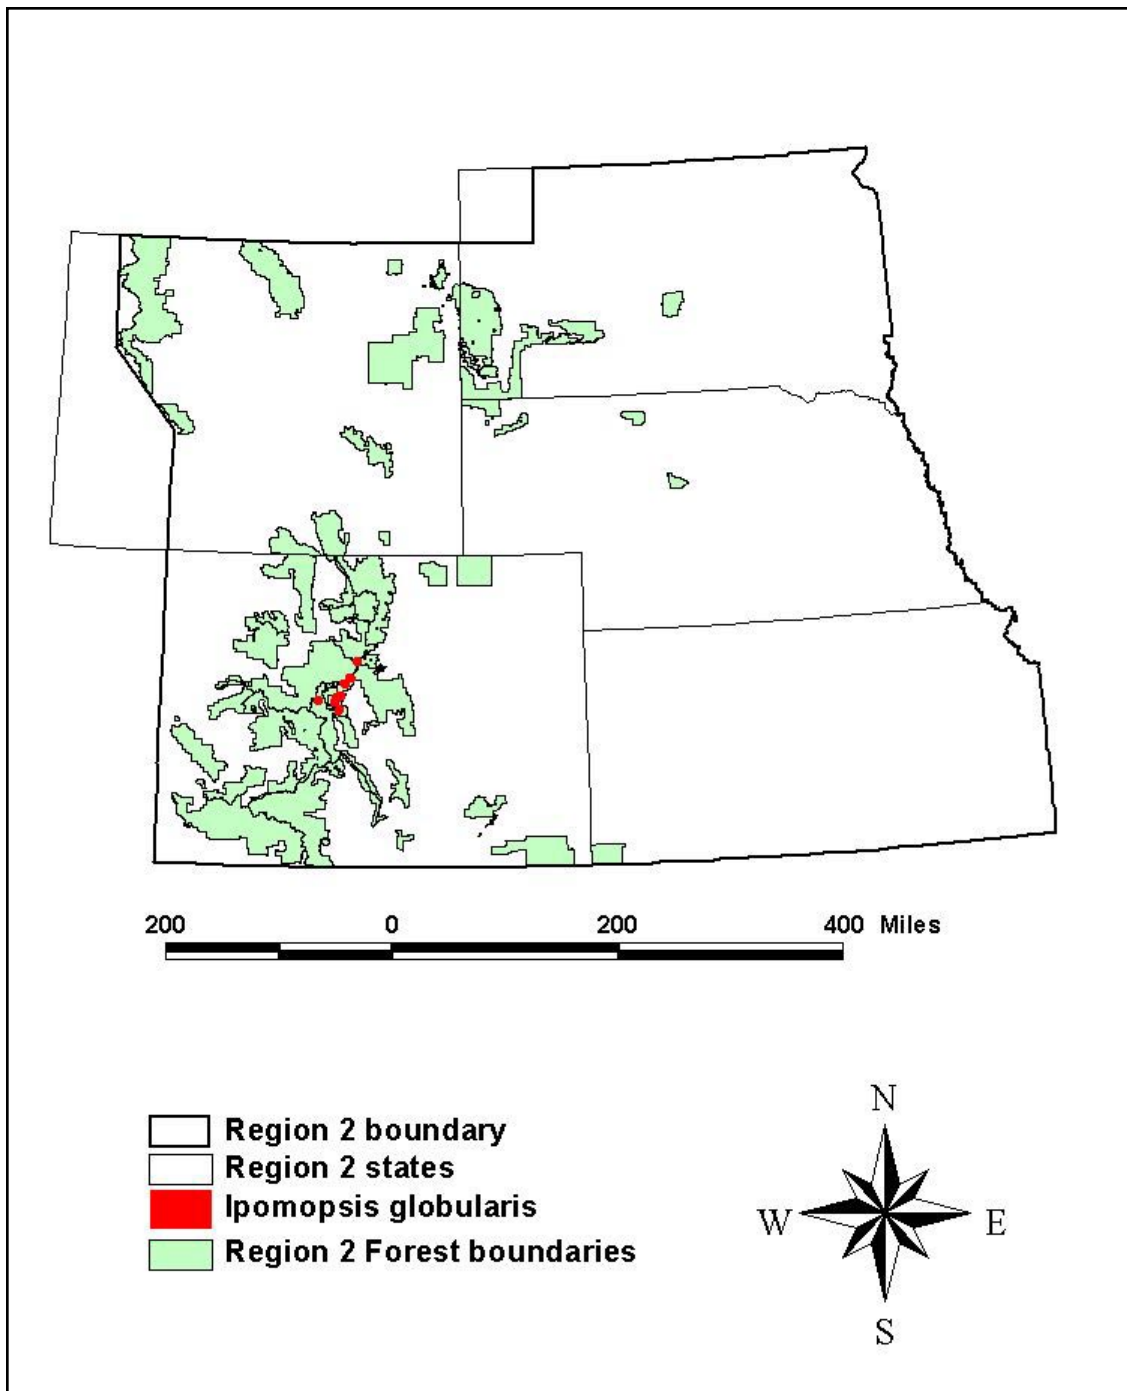 200 0 200 400 Miles
Region 2 boundary
Region 2 states
Ipomopsis globularis
Region 2 Forest boundaries
N
W E
S